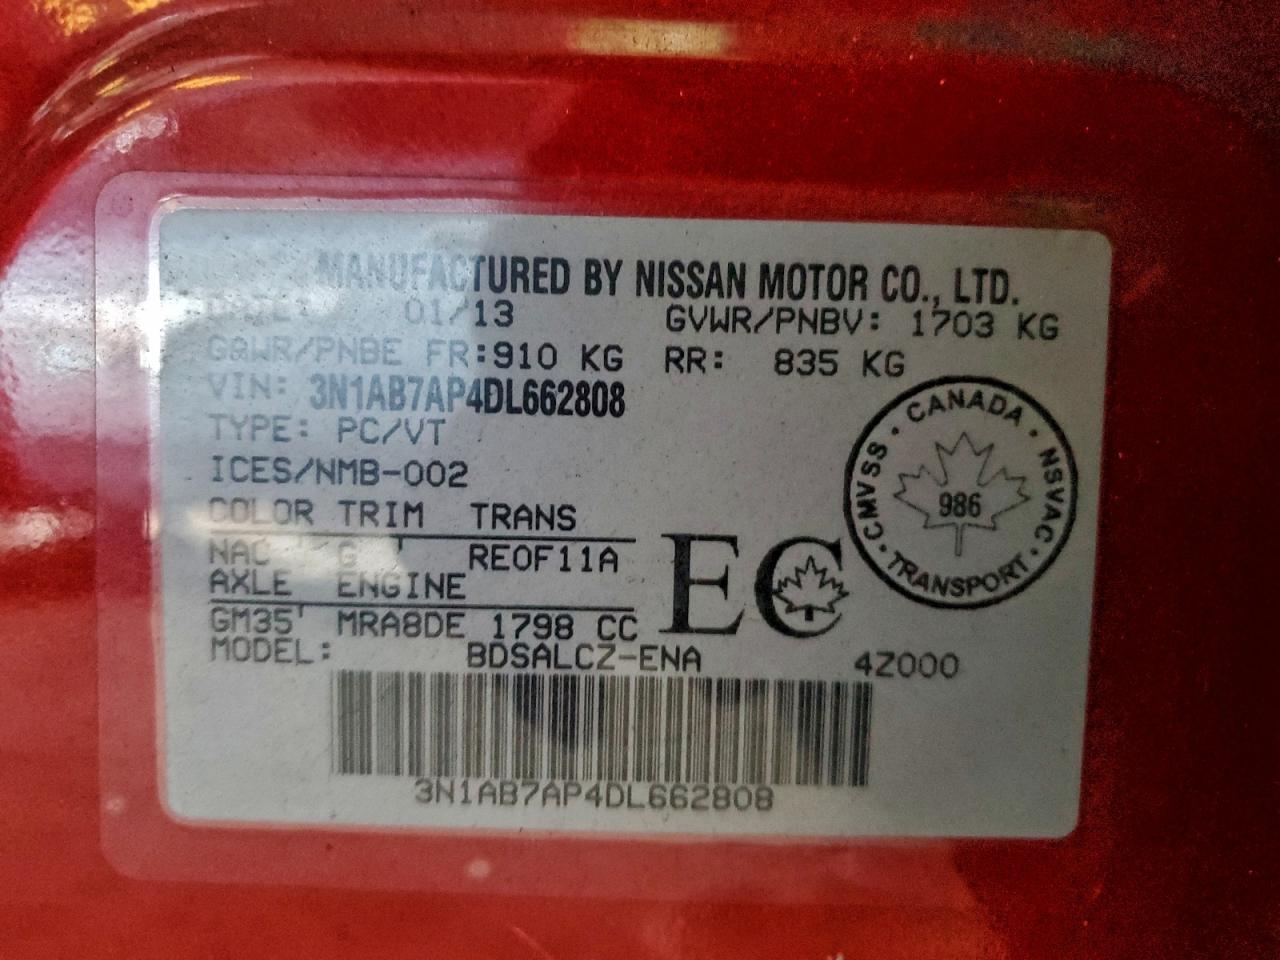 MANUFACTURED BY NISSAN MOTOR CO., LTD.
DATE: 01/13 GVWR/PNBV: 1703 KG
GAWR/PNBE FR:910 KG RR: 835 KG
VIN: 3N1AB7AP4DL662808
TYPE: PC/VT
ICES/NMB-002
COLOR TRIM TRANS
NAC G RE0F11A
AXLE ENGINE
GM35 MRA8DE 1798 CC
MODEL: BDSALCZ-ENA 4Z000
EC
CANADA
CMVSS · NSVAC
986
TRANSPORT
3N1AB7AP4DL662808